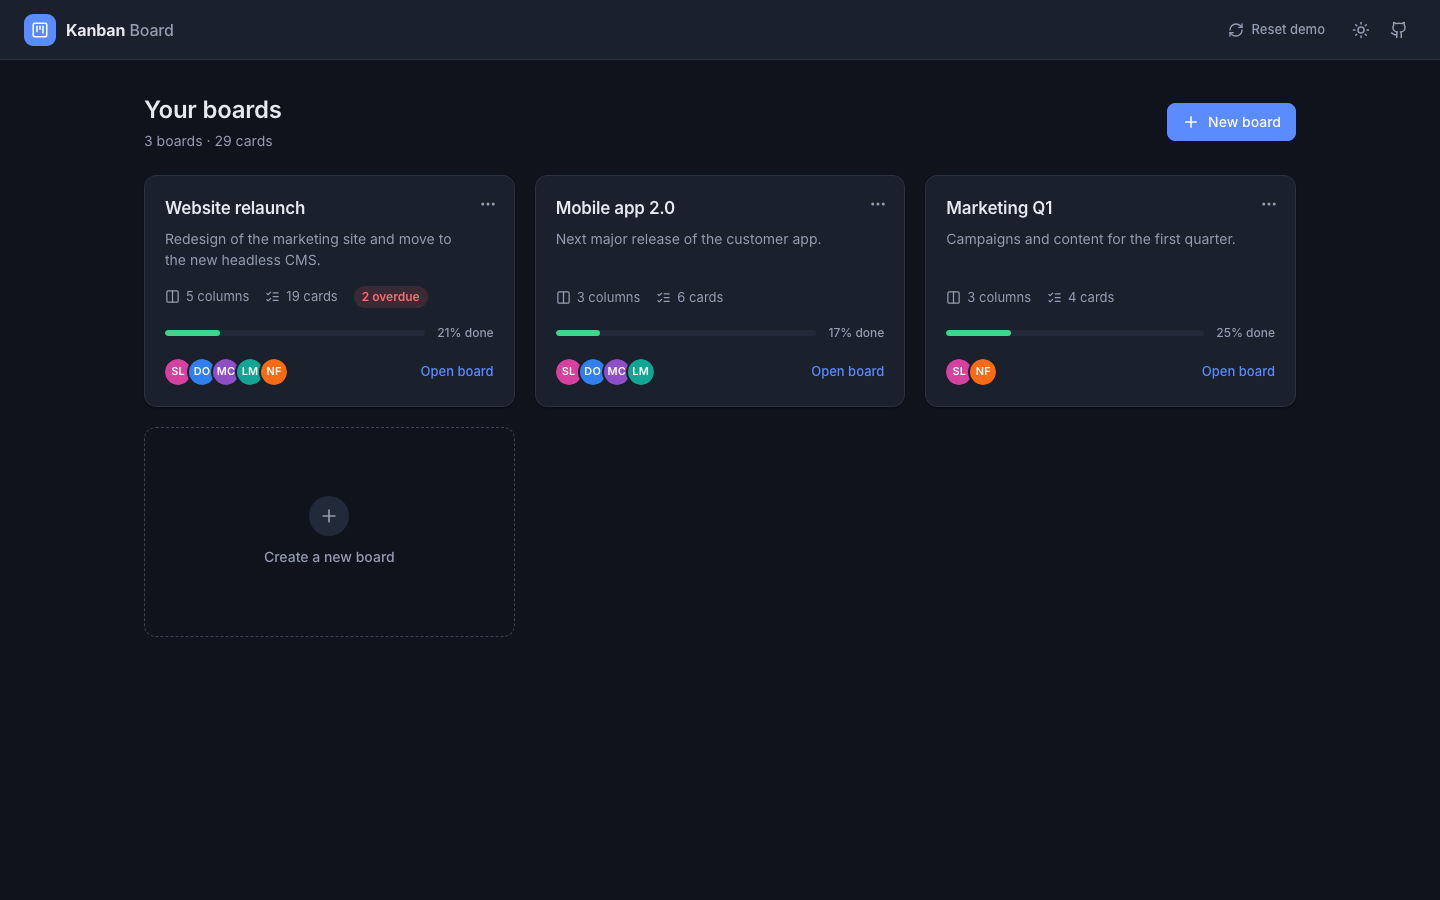 Kanban Board
Reset demo
Your boards
3 boards · 29 cards
New board
Website relaunch
Redesign of the marketing site and move to
the new headless CMS.
5 columns 19 cards 2 overdue
21% done
SL DO MC LM NF
Open board
Mobile app 2.0
Next major release of the customer app.
3 columns 6 cards
17% done
SL DO MC LM
Open board
Marketing Q1
Campaigns and content for the first quarter.
3 columns 4 cards
25% done
SL NF
Open board
Create a new board